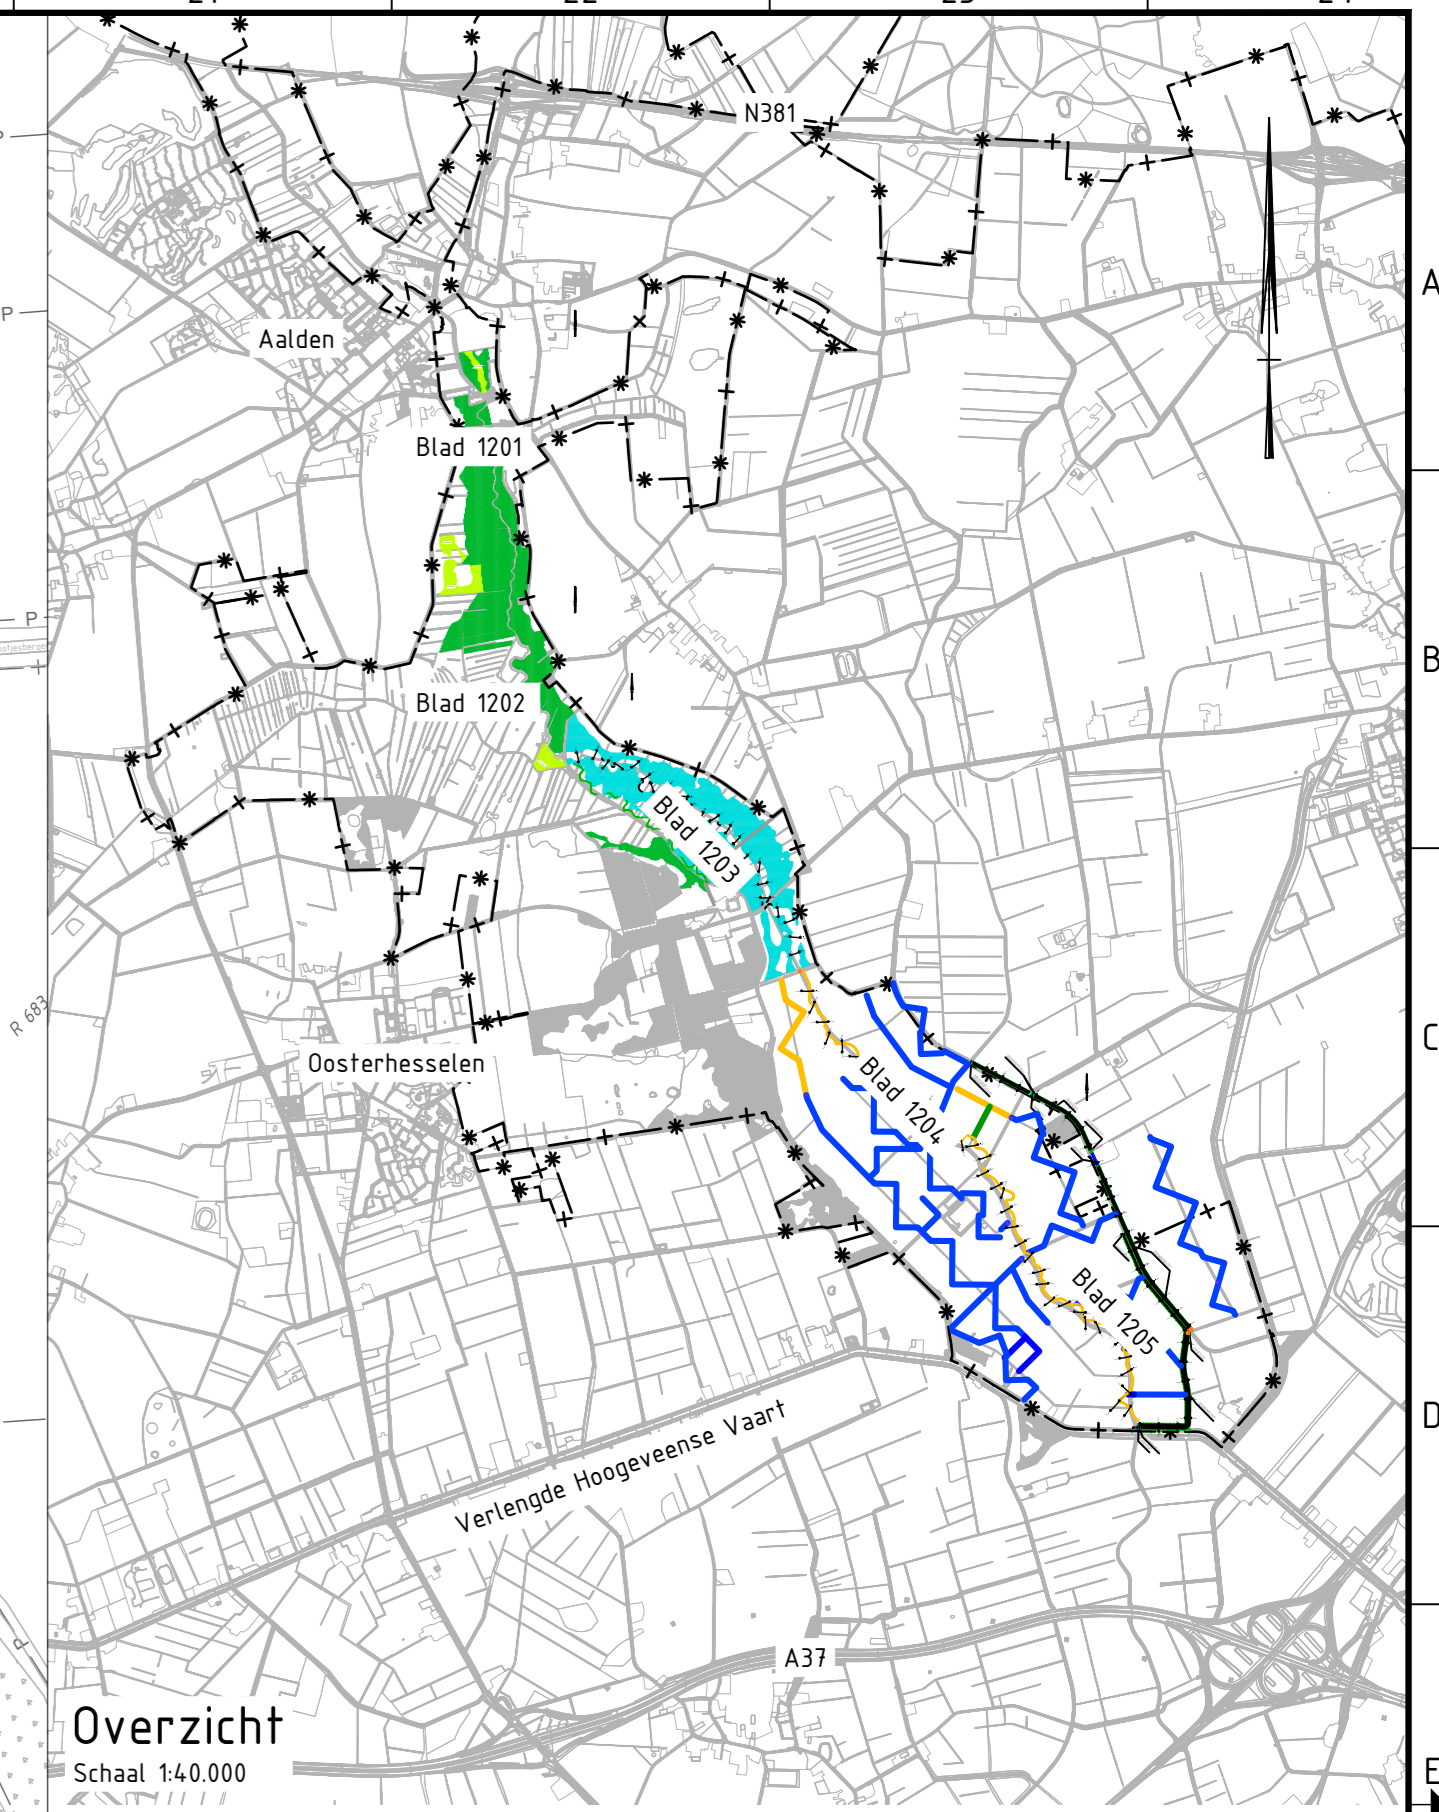 N381
A
Aalden
P
Blad 1201
P
B
Blad 1202
Blad 1203
R 683
C
Oosterhesselen
Blad 1204
Blad 1205
D
Verlengde Hoogeveense Vaart
A37
Overzicht
Schaal 1:40.000
E